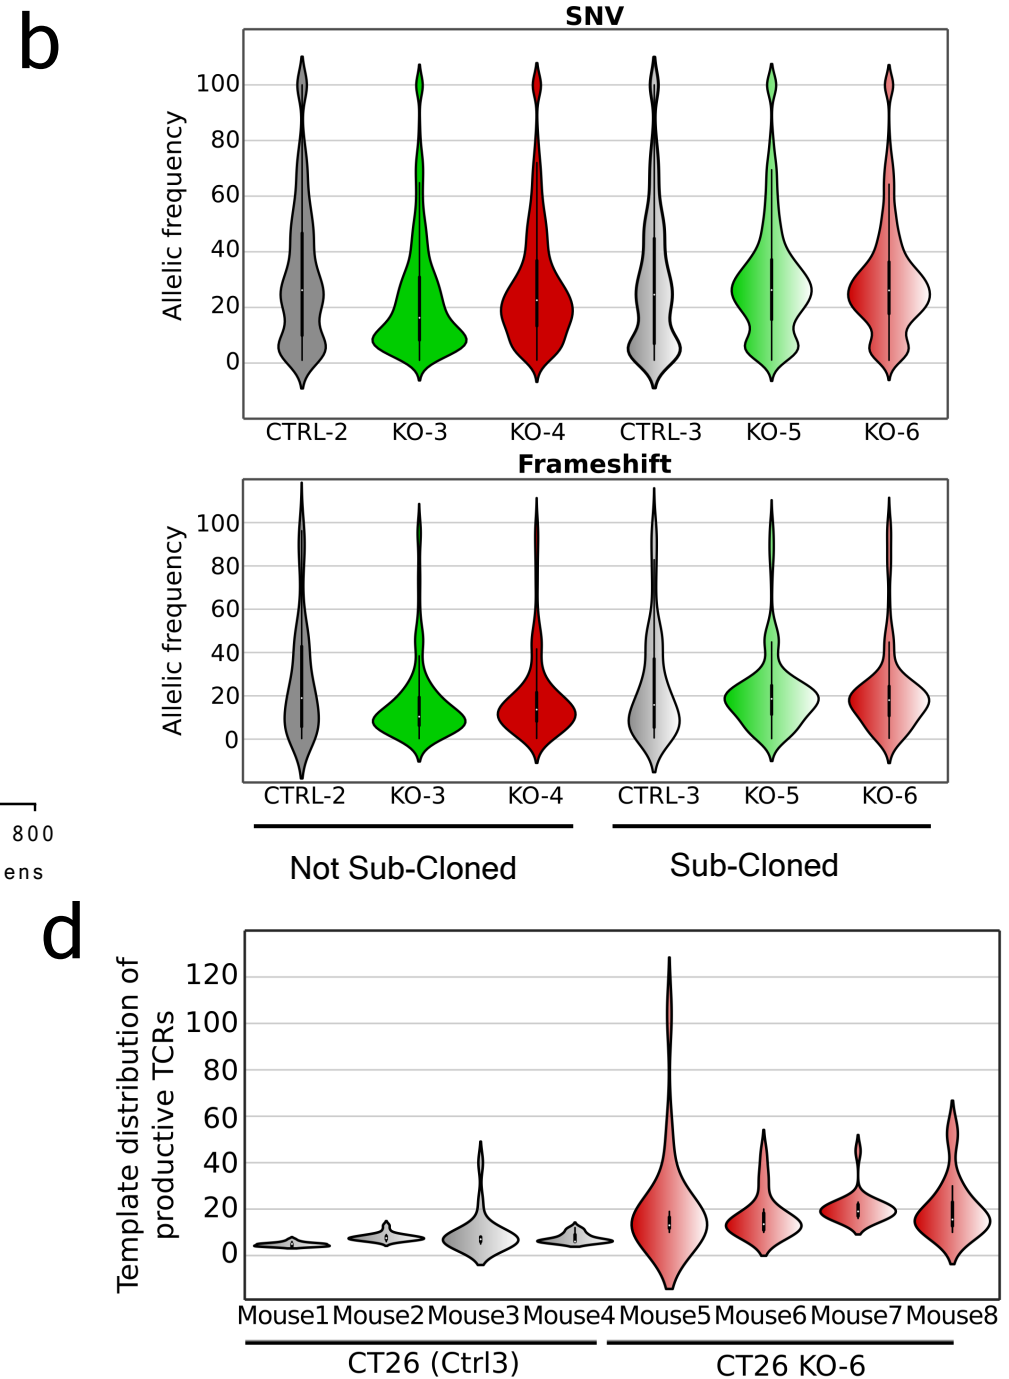 b
SNV
Allelic frequency
100
80
60
40
20
0
CTRL-2 KO-3 KO-4 CTRL-3 KO-5 KO-6
Frameshift
Allelic frequency
100
80
60
40
20
0
CTRL-2 KO-3 KO-4 CTRL-3 KO-5 KO-6
Not Sub-Cloned Sub-Cloned
800
ens
d
Template distribution of
productive TCRs
120
100
80
60
40
20
0
Mouse1 Mouse2 Mouse3 Mouse4 Mouse5 Mouse6 Mouse7 Mouse8
CT26 (Ctrl3) CT26 KO-6